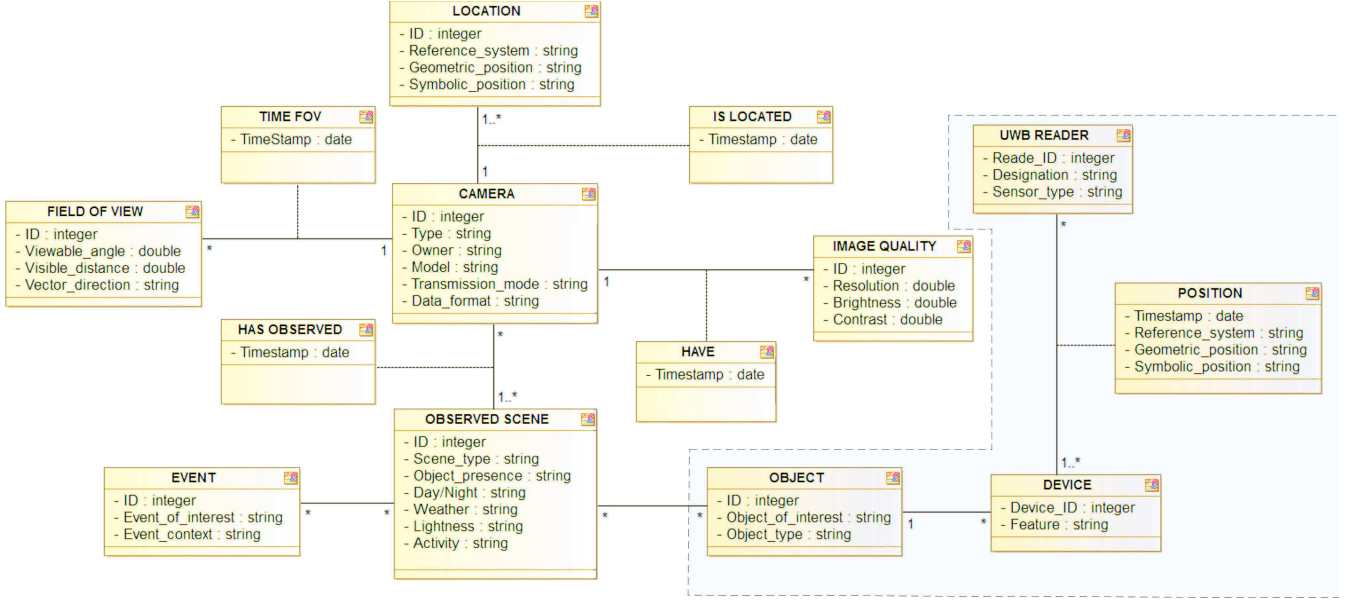 LOCATION
- ID : integer
- Reference_system : string
- Geometric_position : string
- Symbolic_position : string
1..*
1
TIME FOV
- TimeStamp : date
IS LOCATED
- Timestamp : date
UWB READER
- Reade_ID : integer
- Designation : string
- Sensor_type : string
*
FIELD OF VIEW
- ID : integer
- Viewable_angle : double
- Visible_distance : double
- Vector_direction : string
*
1
CAMERA
- ID : integer
- Type : string
- Owner : string
- Model : string
- Transmission_mode : string
- Data_format : string
1
*
IMAGE QUALITY
- ID : integer
- Resolution : double
- Brightness : double
- Contrast : double
POSITION
- Timestamp : date
- Reference_system : string
- Geometric_position : string
- Symbolic_position : string
HAS OBSERVED
- Timestamp : date
*
1..*
HAVE
- Timestamp : date
OBSERVED SCENE
- ID : integer
- Scene_type : string
- Object_presence : string
- Day/Night : string
- Weather : string
- Lightness : string
- Activity : string
EVENT
- ID : integer
- Event_of_interest : string
- Event_context : string
*
*
*
*
OBJECT
- ID : integer
- Object_of_interest : string
- Object_type : string
1
*
1..*
DEVICE
- Device_ID : integer
- Feature : string